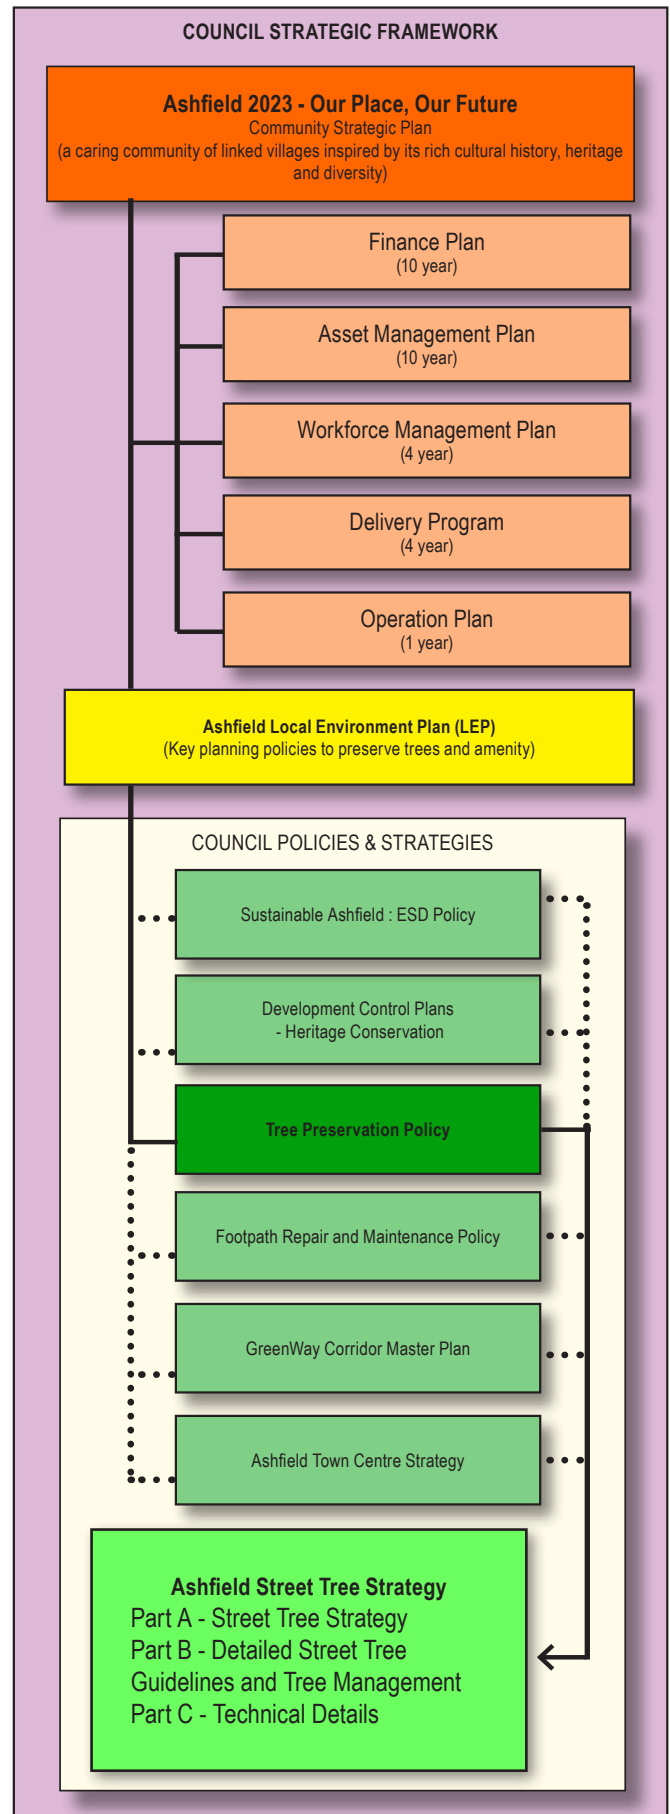 COUNCIL STRATEGIC FRAMEWORK
Ashfield 2023 - Our Place, Our Future
Community Strategic Plan
(a caring community of linked villages inspired by its rich cultural history, heritage
and diversity)
Finance Plan
(10 year)
Asset Management Plan
(10 year)
Workforce Management Plan
(4 year)
Delivery Program
(4 year)
Operation Plan
(1 year)
Ashfield Local Environment Plan (LEP)
(Key planning policies to preserve trees and amenity)
COUNCIL POLICIES & STRATEGIES
Sustainable Ashfield : ESD Policy
Development Control Plans
- Heritage Conservation
Tree Preservation Policy
Footpath Repair and Maintenance Policy
GreenWay Corridor Master Plan
Ashfield Town Centre Strategy
Ashfield Street Tree Strategy
Part A - Street Tree Strategy
Part B - Detailed Street Tree
Guidelines and Tree Management
Part C - Technical Details